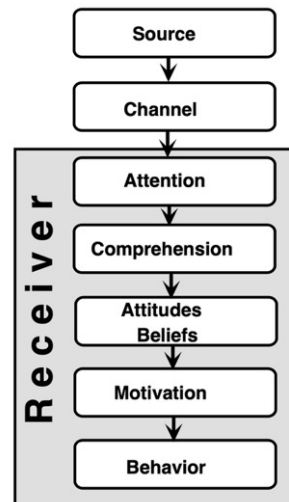 Source
Channel
Receiver
Attention
Comprehension
Attitudes
Beliefs
Motivation
Behavior